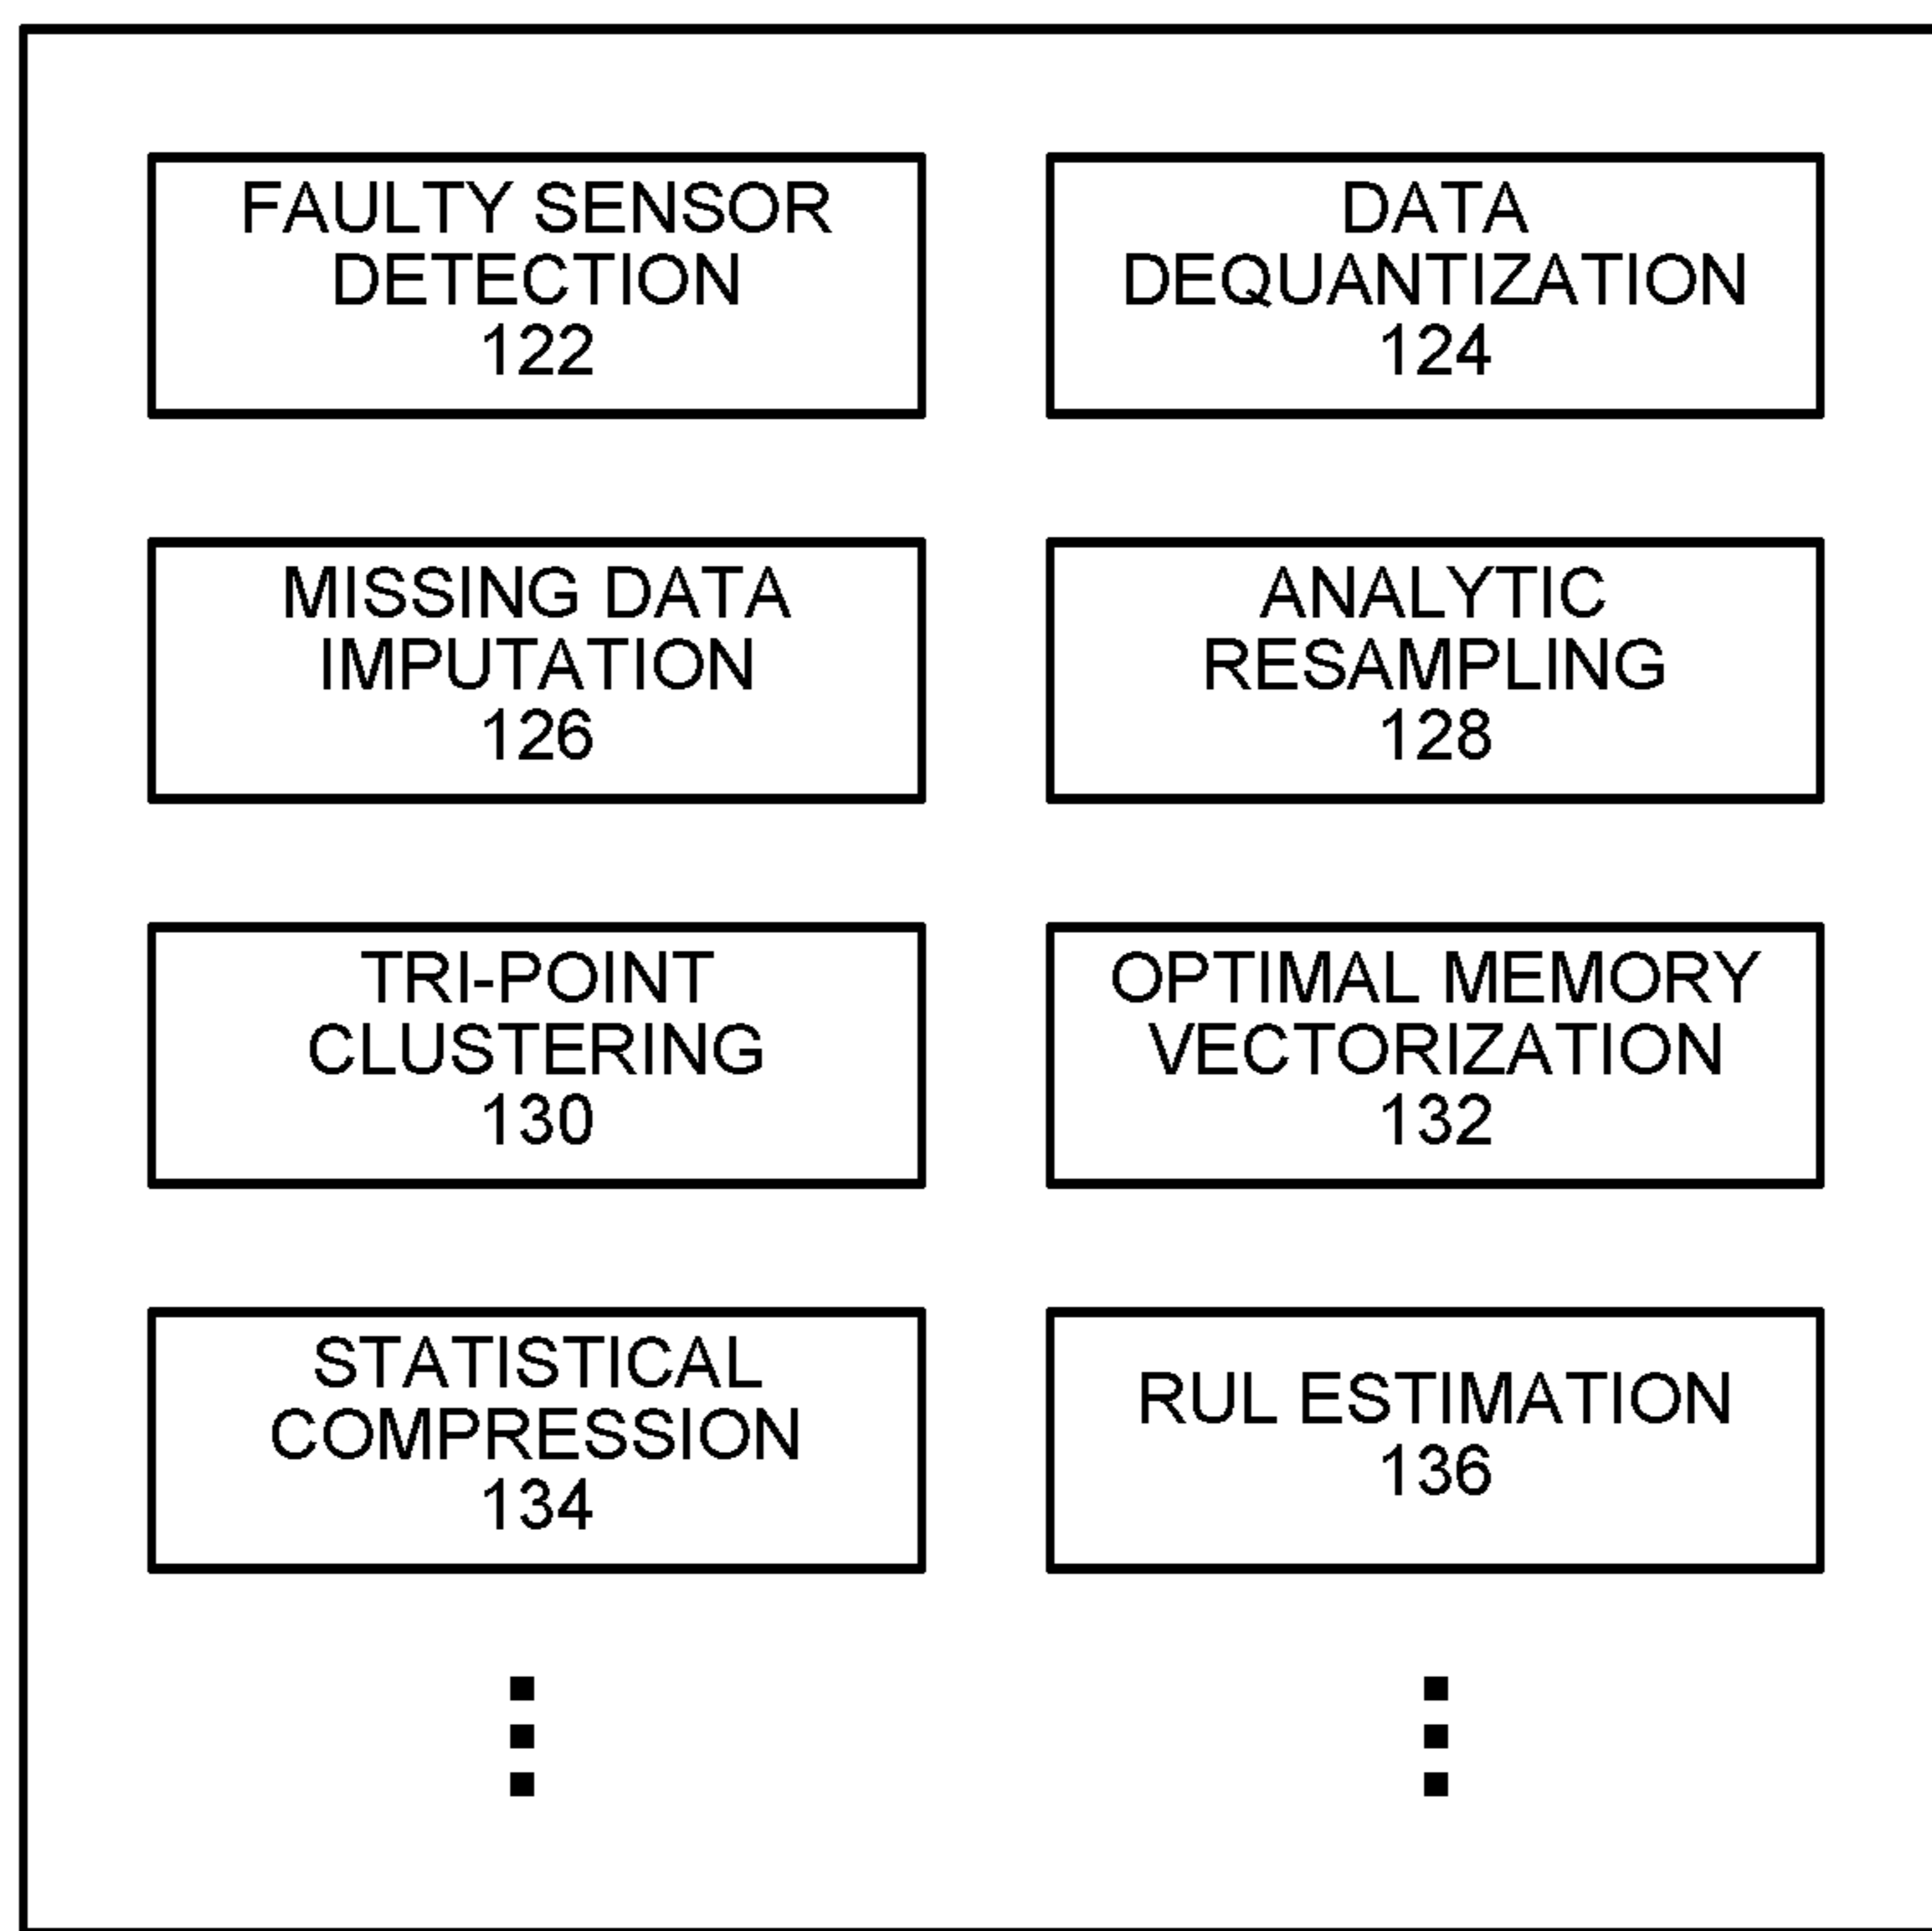 FAULTY SENSOR
DETECTION
122
DATA
DEQUANTIZATION
124
MISSING DATA
IMPUTATION
126
ANALYTIC
RESAMPLING
128
TRI-POINT
CLUSTERING
130
OPTIMAL MEMORY
VECTORIZATION
132
STATISTICAL
COMPRESSION
134
RUL ESTIMATION
136